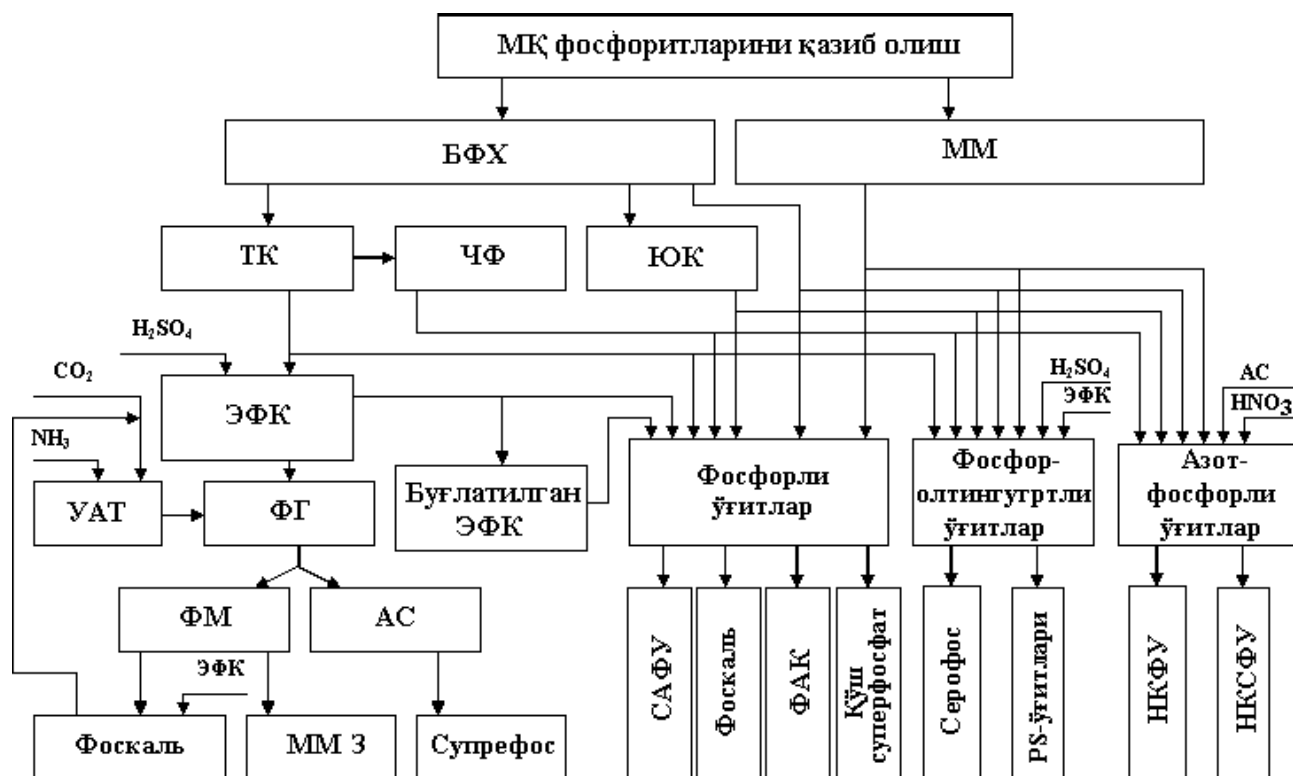 МҚ фосфоритларини қазиб олиш
БФХ
ММ
ТК
ЧФ
ЮК
H₂SO₄
CO₂
NH₃
ЭФК
H₂SO₄
ЭФК
АС
HNO₃
УАТ
ФГ
Буғлатилган
ЭФК
Фосфорли
ўғитлар
Фосфор-
олтингугртли
ўғитлар
Азот-
фосфорли
ўғитлар
ФМ
АС
ЭФК
Фоскаль
ММ З
Супрефос
САФУ
Фоскаль
ФАК
Қўш
суперфосфат
Серофос
PS-ўғитлари
НКФУ
НКСФУ